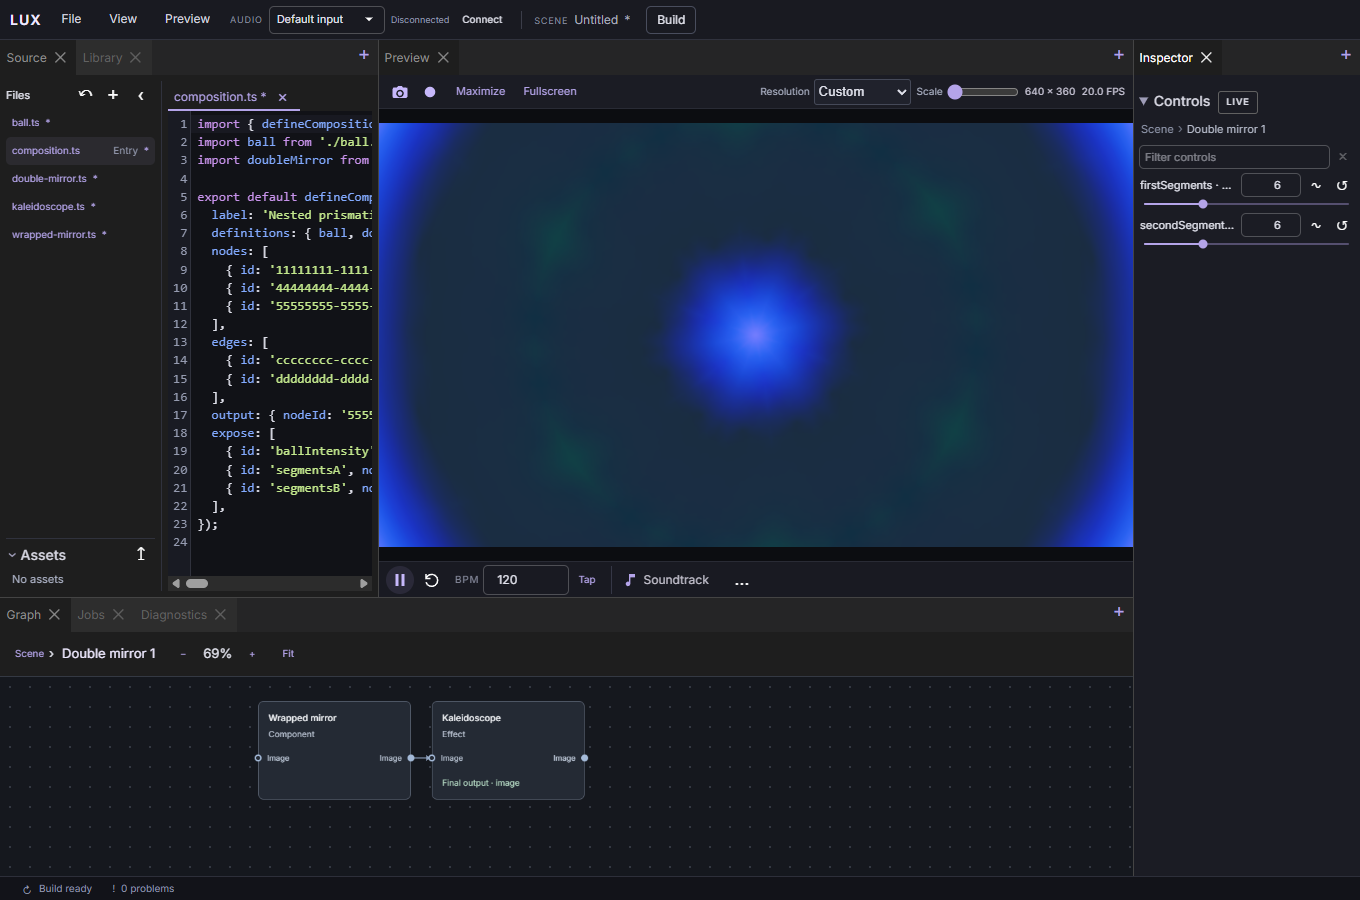 LUX File View Preview AUDIO Default input Disconnected Connect SCENE Untitled * Build
Source Library
Files
ball.ts *
composition.ts Entry *
double-mirror.ts *
kaleidoscope.ts *
wrapped-mirror.ts *
Assets
No assets
composition.ts *
1 import { defineCompositio
2 import ball from './ball.
3 import doubleMirror from
4
5 export default defineComp
6 label: 'Nested prismati
7 definitions: { ball, do
8 nodes: [
9 { id: '11111111-1111-
10 { id: '44444444-4444-
11 { id: '55555555-5555-
12 ],
13 edges: [
14 { id: 'cccccccc-cccc-
15 { id: 'dddddddd-dddd-
16 ],
17 output: { nodeId: '5555
18 expose: [
19 { id: 'ballIntensity'
20 { id: 'segmentsA', no
21 { id: 'segmentsB', no
22 ],
23 });
24
Preview
Maximize Fullscreen Resolution Custom Scale 640 × 360 20.0 FPS
BPM 120 Tap Soundtrack ...
Inspector
Controls LIVE
Scene › Double mirror 1
Filter controls
firstSegments · ... 6
secondSegment... 6
Graph Jobs Diagnostics
Scene › Double mirror 1 − 69% + Fit
Wrapped mirror
Component
Image Image
Kaleidoscope
Effect
Image Image
Final output · image
Build ready ! 0 problems